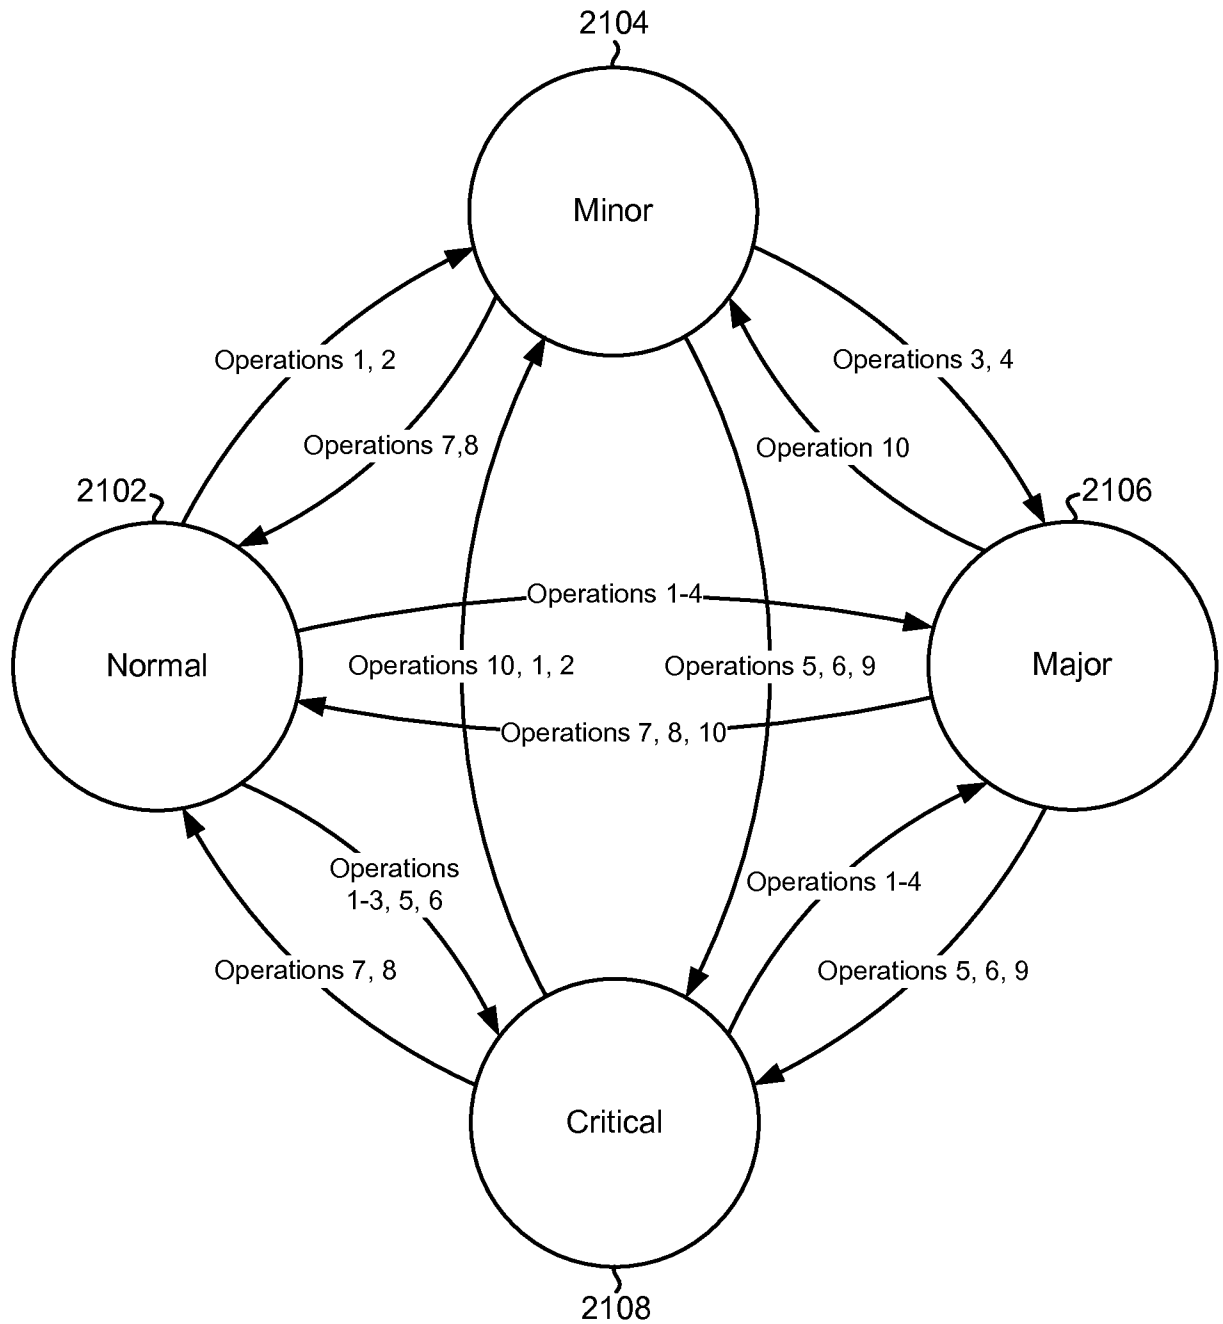 2104
Minor
Operations 1, 2
Operations 3, 4
Operations 7,8
Operation 10
2102
2106
Operations 1-4
Normal
Operations 10, 1, 2
Operations 5, 6, 9
Major
Operations 7, 8, 10
Operations
1-3, 5, 6
Operations 1-4
Operations 7, 8
Operations 5, 6, 9
Critical
2108